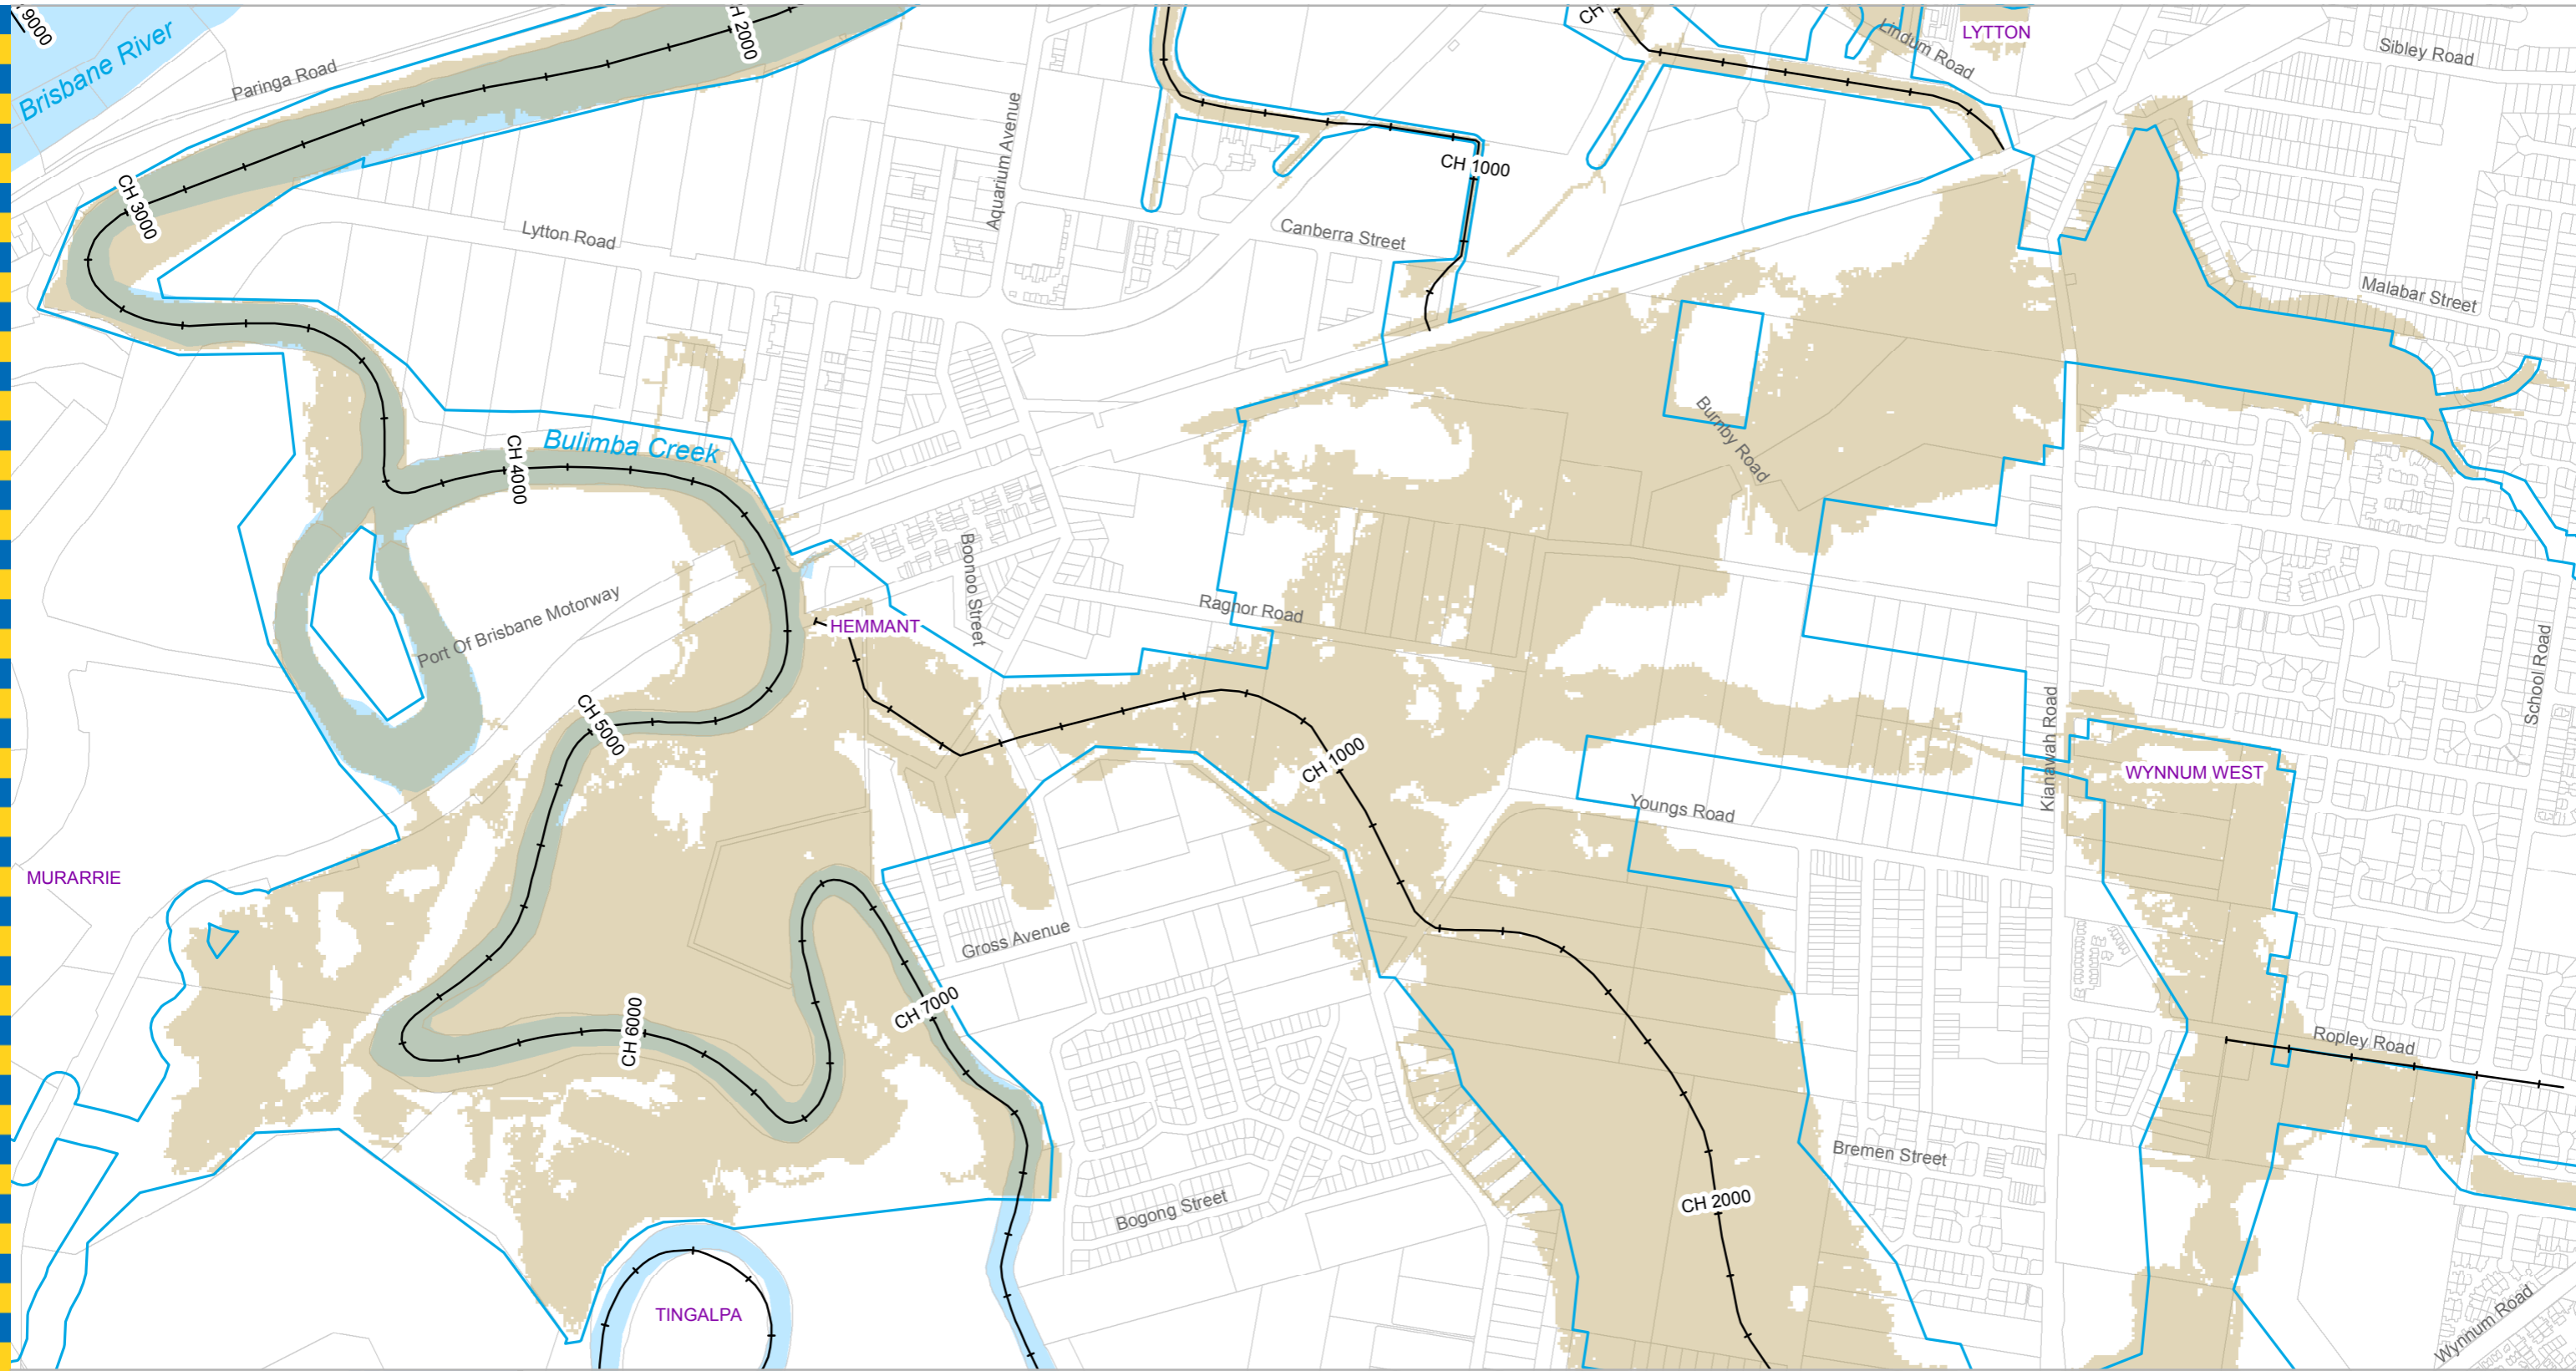 9000
CH 2000
CH
Lindum Road
LYTTON
Sibley Road
Brisbane River
Paringa Road
Aquarium Avenue
CH 1000
CH 3000
Lytton Road
Canberra Street
Malabar Street
Bulimba Creek
CH 4000
Burnby Road
Boonoo Street
Port Of Brisbane Motorway
HEMMANT
Ragnor Road
School Road
CH 5000
CH 1000
Kianawah Road
WYNNUM WEST
Youngs Road
MURARRIE
Gross Avenue
CH 7000
CH 6000
Ropley Road
Bremen Street
Bogong Street
CH 2000
TINGALPA
Wynnum Road